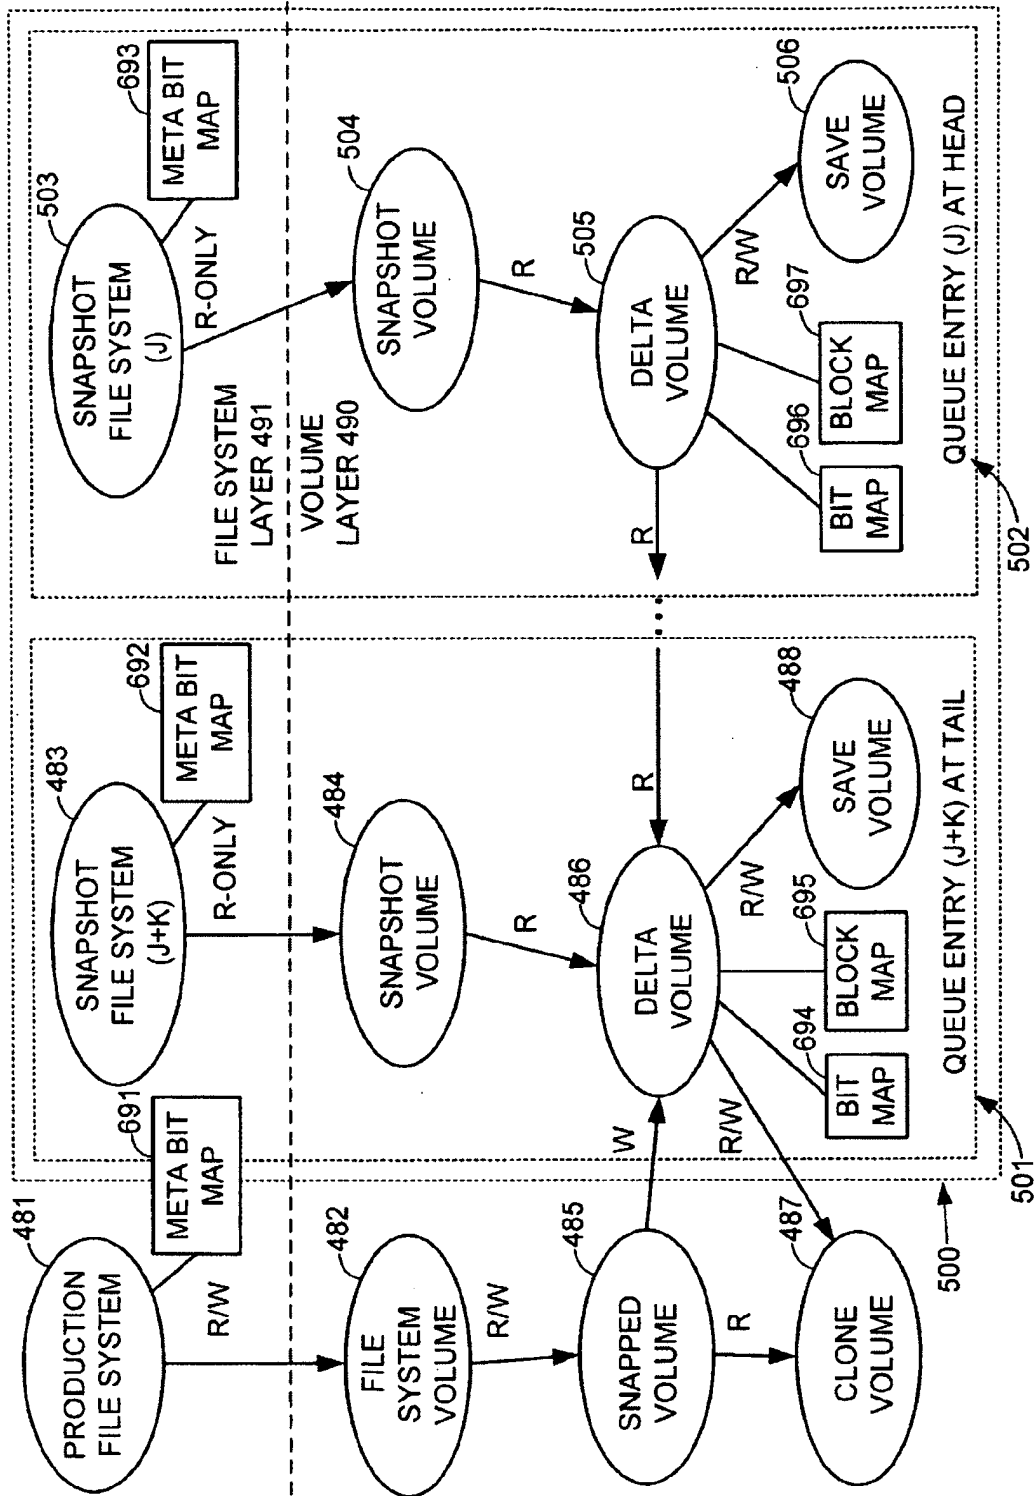 481
PRODUCTION
FILE SYSTEM
691
META BIT
MAP
R/W
482
FILE
SYSTEM
VOLUME
R/W
485
SNAPPED
VOLUME
W
R
R/W
487
CLONE
VOLUME
500
483
SNAPSHOT
FILE SYSTEM
(J+K)
692
META BIT
MAP
R-ONLY
484
SNAPSHOT
VOLUME
R
486
DELTA
VOLUME
R
R/W
694
BIT
MAP
695
BLOCK
MAP
488
SAVE
VOLUME
QUEUE ENTRY (J+K) AT TAIL
501
503
SNAPSHOT
FILE SYSTEM
(J)
693
META BIT
MAP
R-ONLY
FILE SYSTEM
LAYER 491
VOLUME
LAYER 490
504
SNAPSHOT
VOLUME
R
505
DELTA
VOLUME
R
R/W
696
BIT
MAP
697
BLOCK
MAP
506
SAVE
VOLUME
QUEUE ENTRY (J) AT HEAD
502